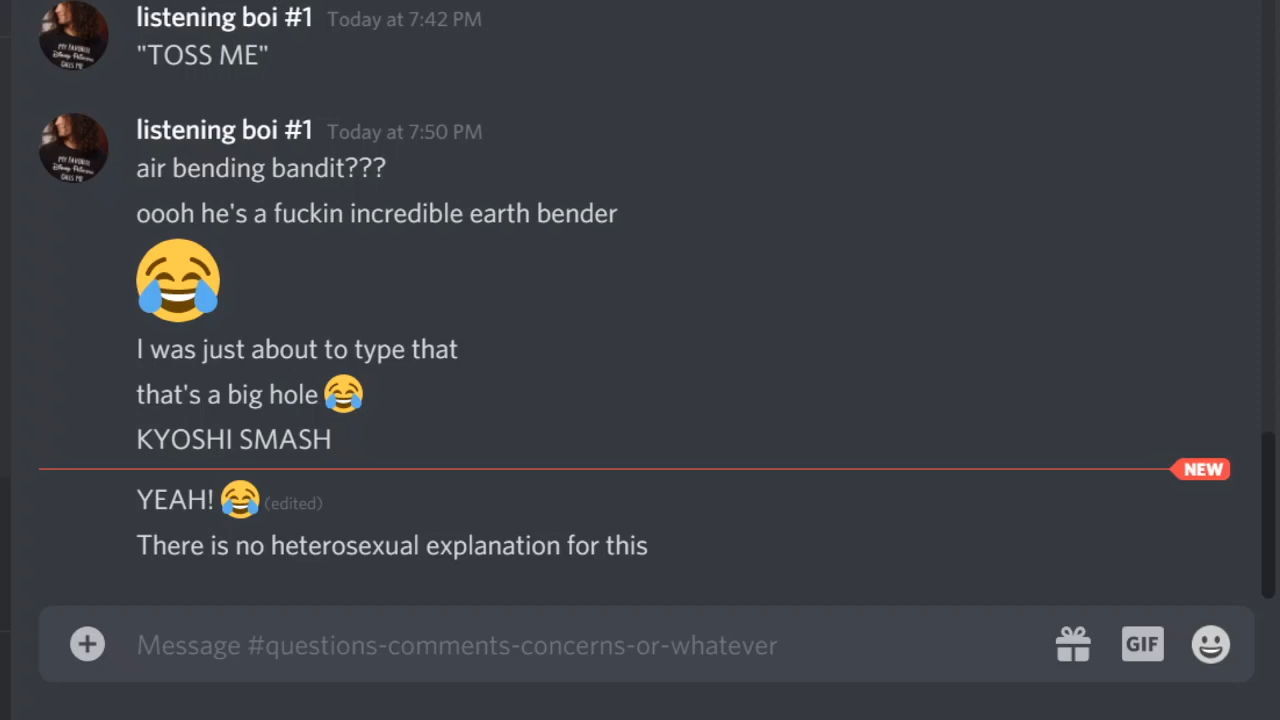 listening boi #1 Today at 7:42 PM
"TOSS ME"
listening boi #1 Today at 7:50 PM
air bending bandit???
oooh he's a fuckin incredible earth bender
I was just about to type that
that's a big hole 😂
KYOSHI SMASH
NEW
YEAH! 😂 (edited)
There is no heterosexual explanation for this
Message #questions-comments-concerns-or-whatever
GIF